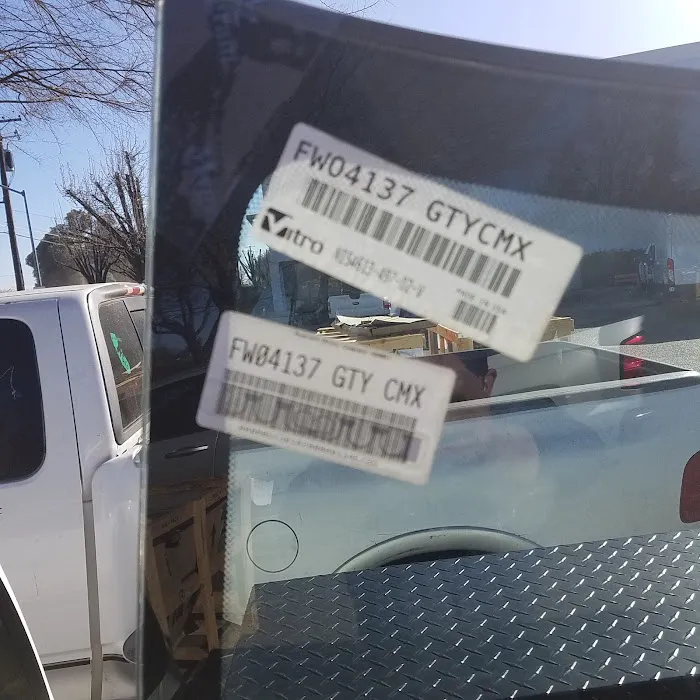 FW04137 GTYCMX
Vitro
MADE IN USA
FW04137 GTY CMX